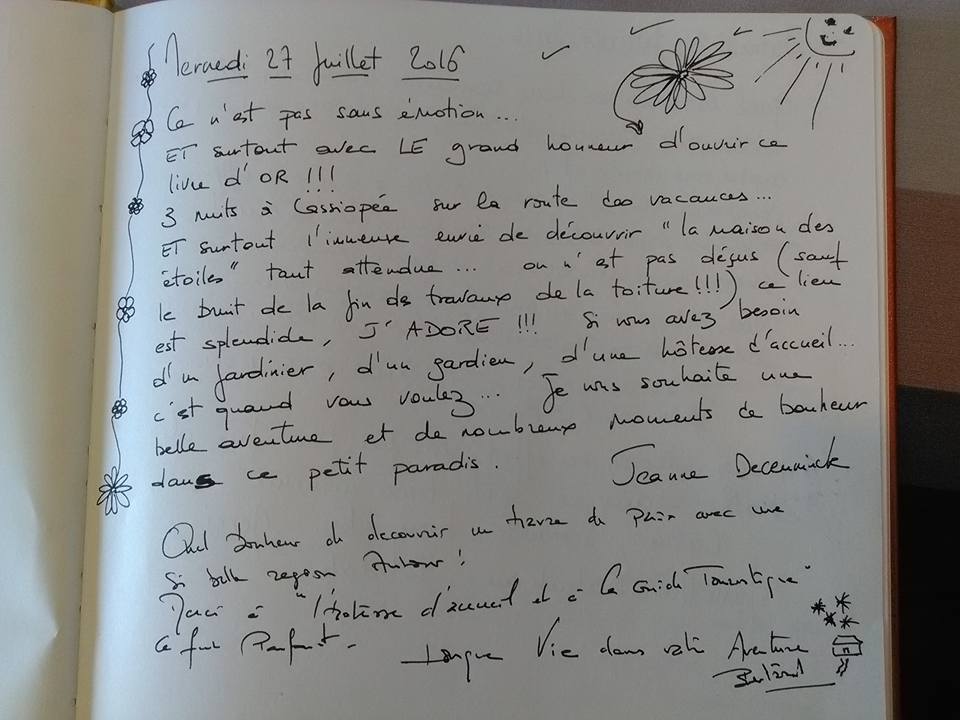 Mercredi 27 Juillet 2016
Ce n'est pas sans émotion...
ET surtout avec LE grand honneur d'ouvrir ce
livre d'OR !!!
3 nuits à Cassiopée sur la route des vacances...
ET surtout l'immense envie de découvrir "la maison des
étoiles" tant attendue... on n'est pas déçus (sauf
le bruit de la fin des travaux de la toiture !!!) ce lieu
est splendide, J'ADORE !!! Si vous avez besoin
d'un jardinier, d'un gardien, d'une hôtesse d'accueil...
c'est quand vous voulez... Je vous souhaite une
belle aventure et de nombreux moments de bonheur
dans ce petit paradis.
Jeanne Deceuninck
Quel bonheur de decouvrir un havre de Paix avec une
Si belle region Autour !
Merci à "l'hotesse d'accueil et à la Guide Touristique"
Ce fut Parfait -
Longue Vie dans votre Aventure